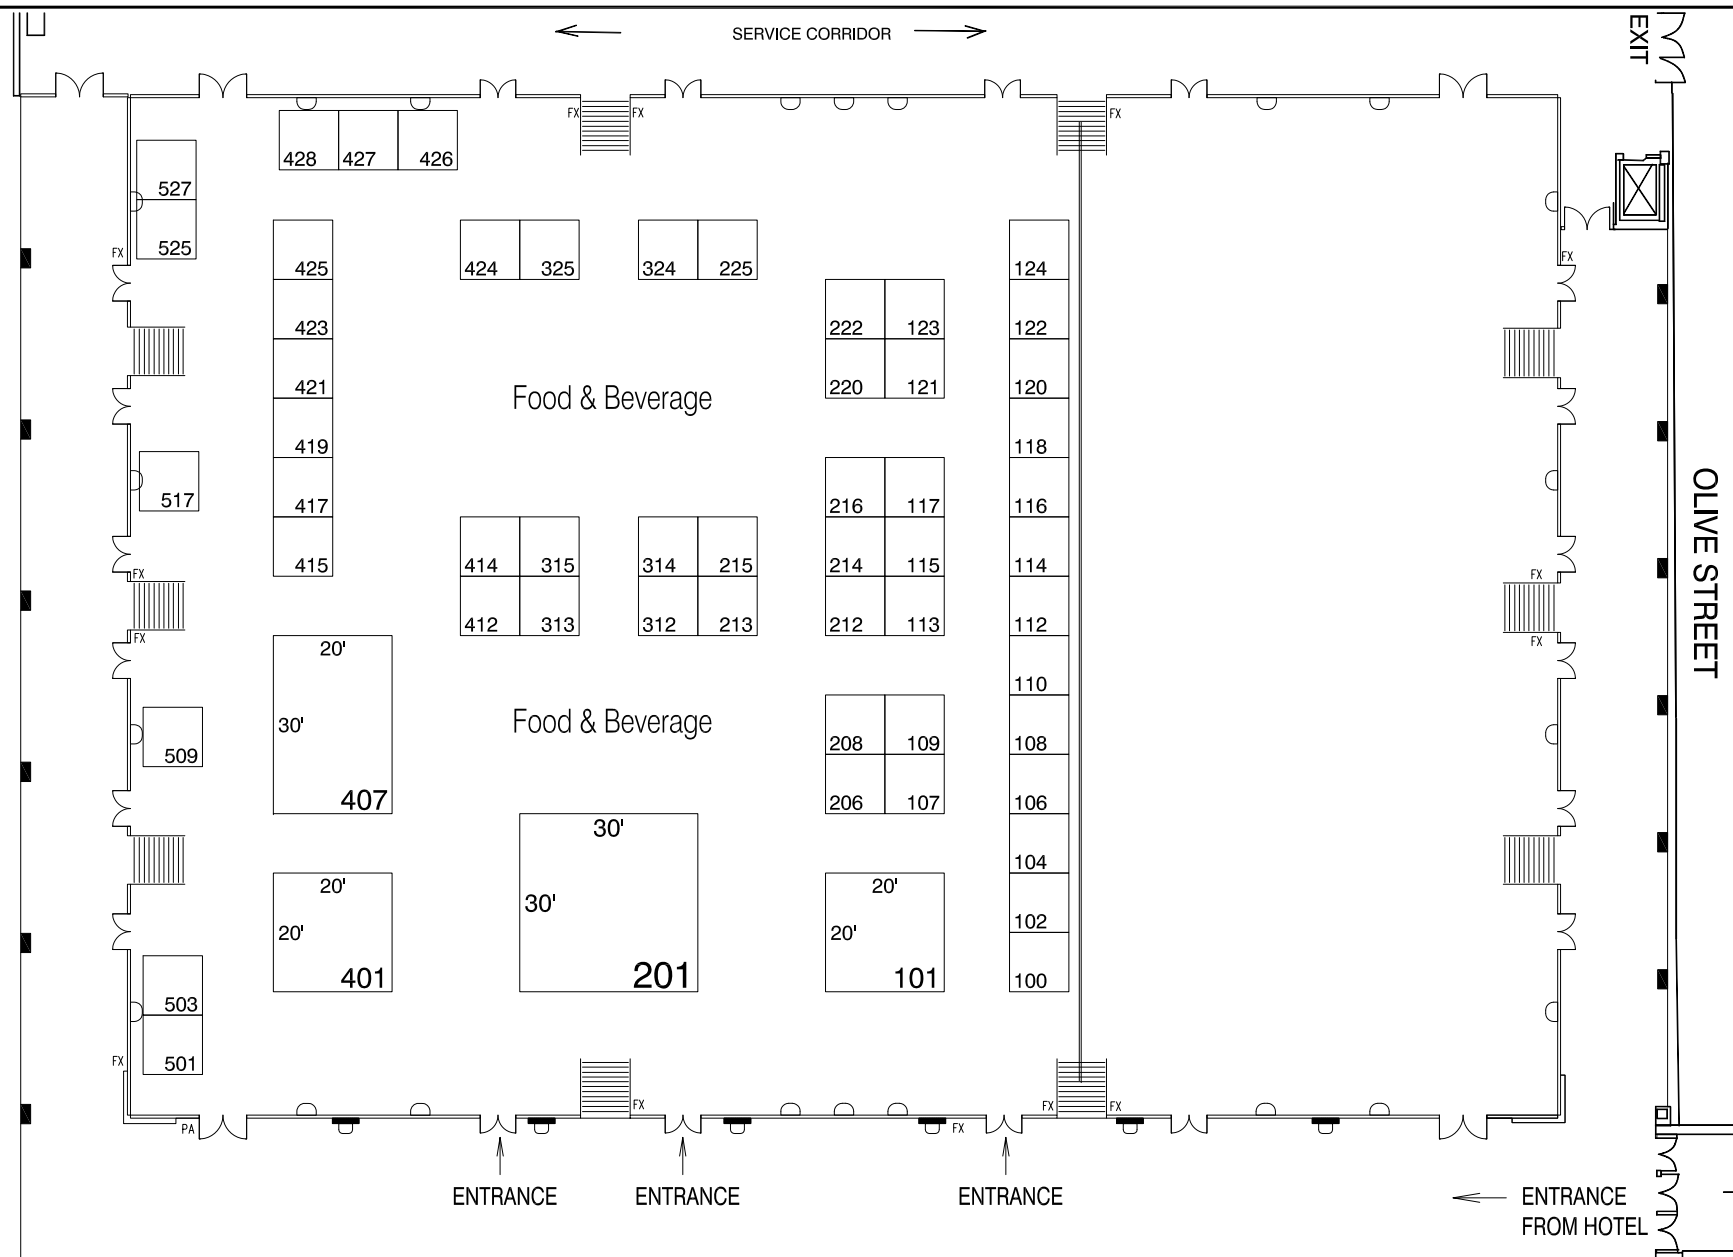 SERVICE CORRIDOR
EXIT
FX
FX
FX
428
427
426
527
525
FX
FX
425
424
325
324
225
124
423
222
123
122
421
220
121
120
Food & Beverage
419
118
517
417
216
117
116
OLIVE STREET
415
414
315
314
215
214
115
114
FX
FX
412
313
312
213
212
113
112
FX
FX
20'
110
30'
Food & Beverage
509
208
109
108
407
206
107
106
30'
104
20'
20'
30'
102
20'
20'
401
201
101
100
503
501
FX
FX
FX
FX
PA
FX
ENTRANCE
ENTRANCE
ENTRANCE
ENTRANCE
FROM HOTEL